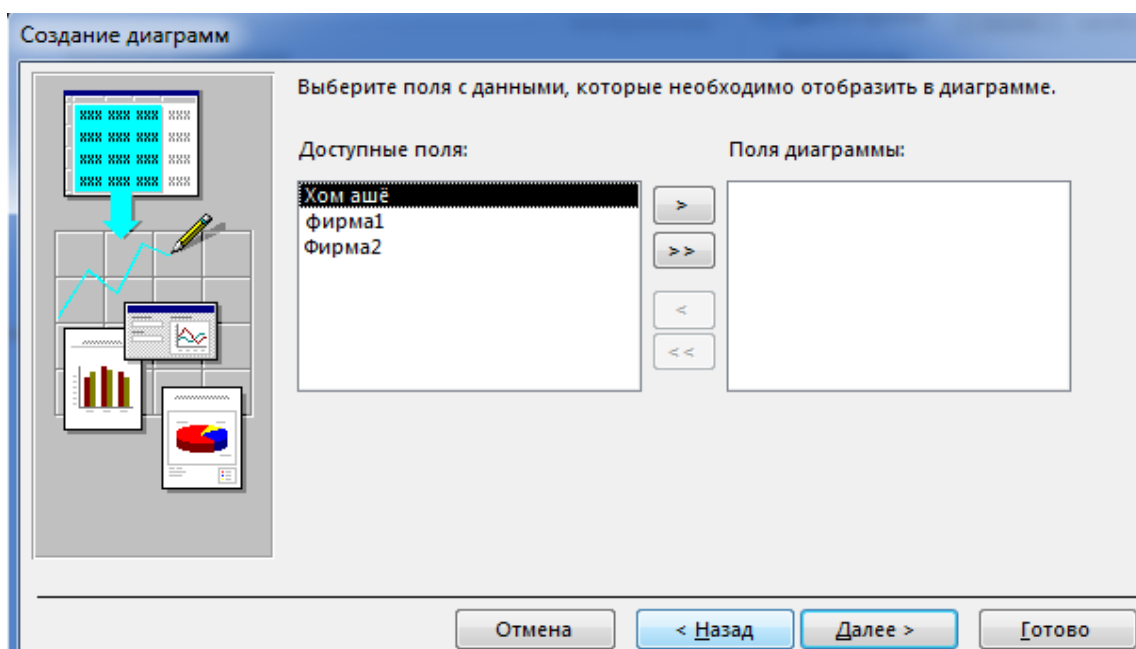 Создание диаграмм
Выберите поля с данными, которые необходимо отобразить в диаграмме.
Доступные поля:
Поля диаграммы:
Хом ашё
фирма1
Фирма2
>
>>
<
<<
Отмена
< Назад
Далее >
Готово